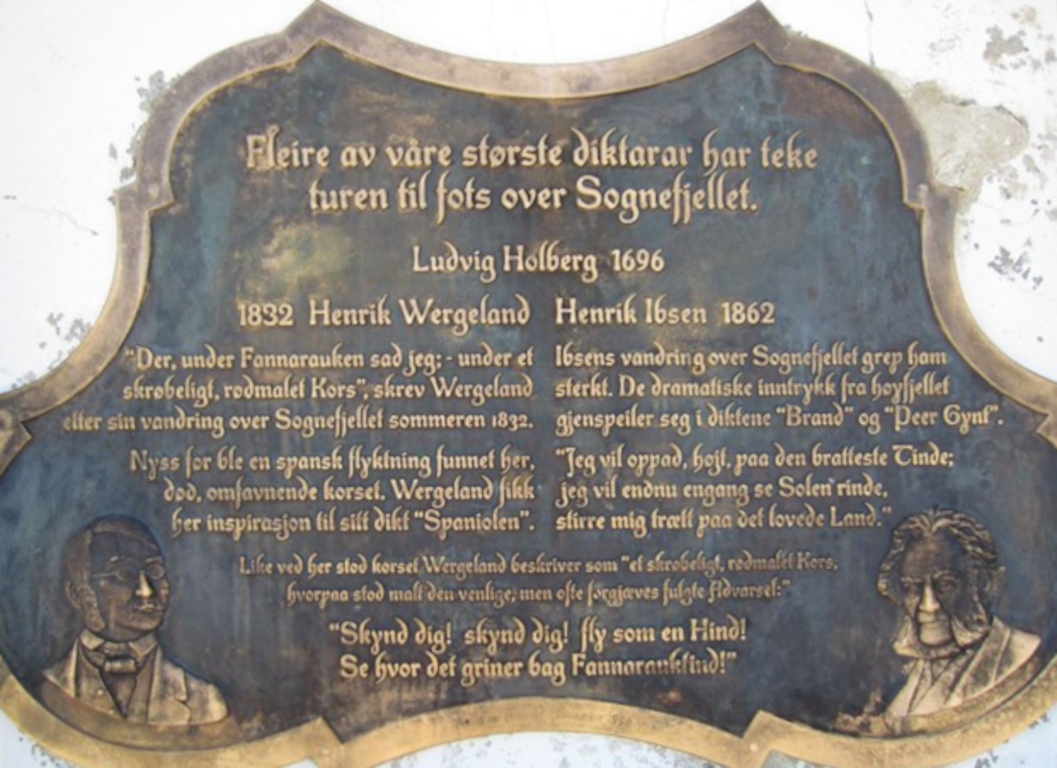 Fleire av våre største diktarar har teke
turen til fots over Sognefjellet.
Ludvig Holberg 1696
1832 Henrik Wergeland
"Der, under Fannarauken sad jeg; - under et
skrøbeligt, rødmalet Kors", skrev Wergeland
etter sin vandring over Sognefjellet sommeren 1832.
Nyss før ble en spansk flyktning funnet her,
død, omfavnende korset. Wergeland fikk
her inspirasjon til sitt dikt "Spaniolen".
Henrik Ibsen 1862
Ibsens vandring over Sognefjellet grep ham
sterkt. De dramatiske inntrykk fra høyfjellet
gjenspeiler seg i diktene "Brand" og "Peer Gynt".
"Jeg vil oppad, højt, paa den bratteste Tinde;
jeg vil endnu engang se Solen rinde,
stirre mig træt paa det lovede Land."
Like ved her stod korset Wergeland beskriver som "et skrøbeligt, rødmalet Kors,
hvorpaa stod malt den venlige, men ofte forgjæves fulgte Advarsel:"
"Skynd dig! skynd dig! fly som en Hind!
Se hvor det griner bag Fannaraaktind!"